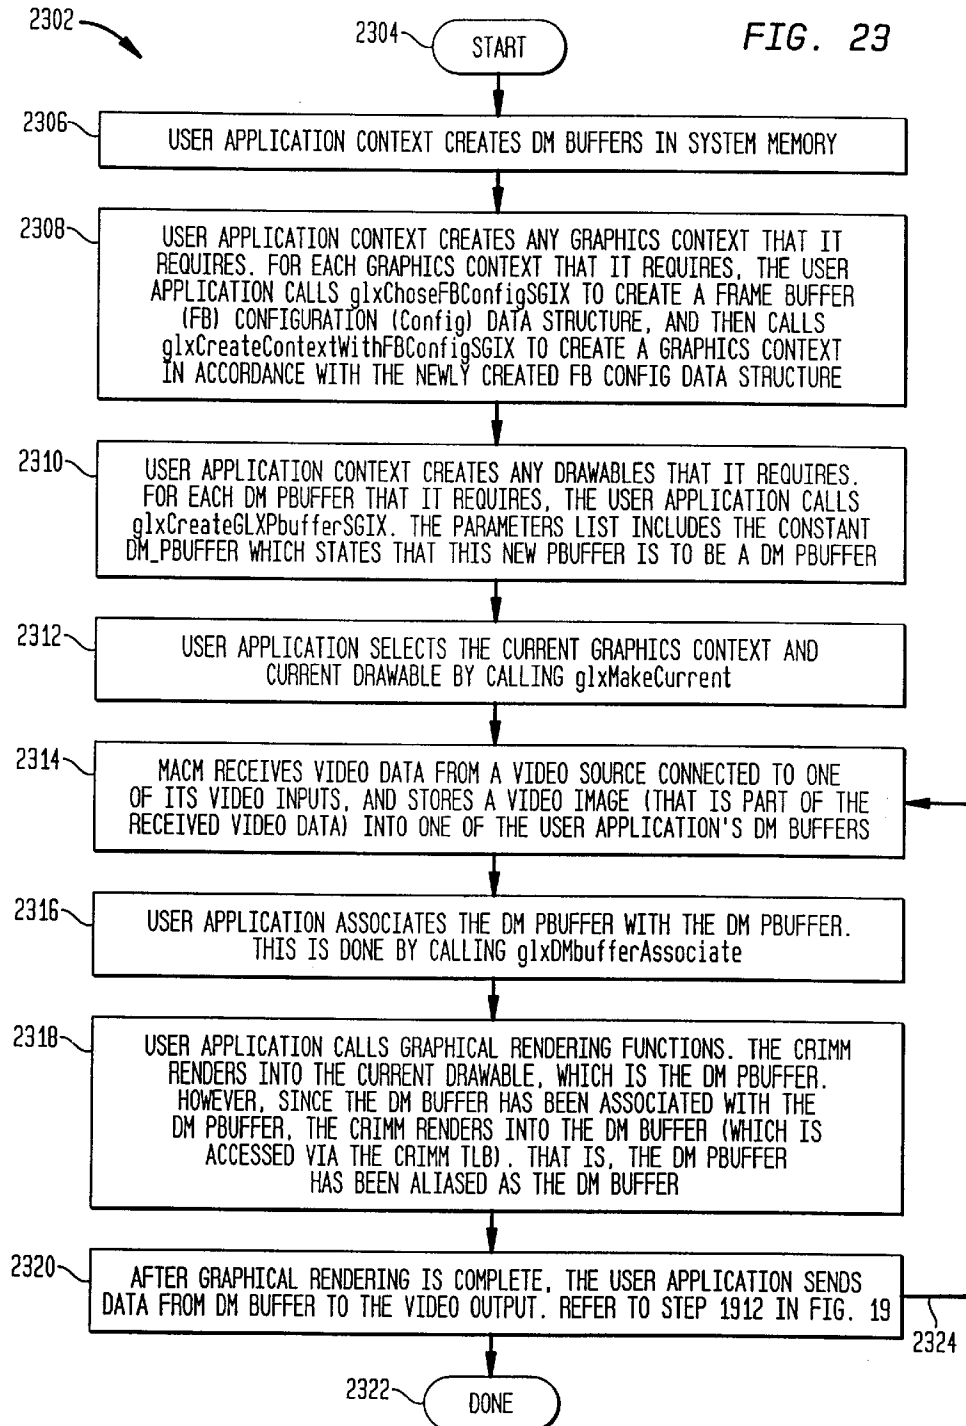 2302
2304
START
FIG. 23
2306
USER APPLICATION CONTEXT CREATES DM BUFFERS IN SYSTEM MEMORY
2308
USER APPLICATION CONTEXT CREATES ANY GRAPHICS CONTEXT THAT IT
REQUIRES. FOR EACH GRAPHICS CONTEXT THAT IT REQUIRES, THE USER
APPLICATION CALLS glxChoseFBConfigSGIX TO CREATE A FRAME BUFFER
(FB) CONFIGURATION (Config) DATA STRUCTURE, AND THEN CALLS
glxCreateContextWithFBConfigSGIX TO CREATE A GRAPHICS CONTEXT
IN ACCORDANCE WITH THE NEWLY CREATED FB CONFIG DATA STRUCTURE
2310
USER APPLICATION CONTEXT CREATES ANY DRAWABLES THAT IT REQUIRES.
FOR EACH DM PBUFFER THAT IT REQUIRES, THE USER APPLICATION CALLS
glxCreateGLXPbufferSGIX. THE PARAMETERS LIST INCLUDES THE CONSTANT
DM_PBUFFER WHICH STATES THAT THIS NEW PBUFFER IS TO BE A DM PBUFFER
2312
USER APPLICATION SELECTS THE CURRENT GRAPHICS CONTEXT AND
CURRENT DRAWABLE BY CALLING glxMakeCurrent
2314
MACM RECEIVES VIDEO DATA FROM A VIDEO SOURCE CONNECTED TO ONE
OF ITS VIDEO INPUTS, AND STORES A VIDEO IMAGE (THAT IS PART OF THE
RECEIVED VIDEO DATA) INTO ONE OF THE USER APPLICATION'S DM BUFFERS
2316
USER APPLICATION ASSOCIATES THE DM PBUFFER WITH THE DM PBUFFER.
THIS IS DONE BY CALLING glxDMbufferAssociate
2318
USER APPLICATION CALLS GRAPHICAL RENDERING FUNCTIONS. THE CRIMM
RENDERS INTO THE CURRENT DRAWABLE, WHICH IS THE DM PBUFFER.
HOWEVER, SINCE THE DM BUFFER HAS BEEN ASSOCIATED WITH THE
DM PBUFFER, THE CRIMM RENDERS INTO THE DM BUFFER (WHICH IS
ACCESSED VIA THE CRIMM TLB). THAT IS, THE DM PBUFFER
HAS BEEN ALIASED AS THE DM BUFFER
2320
AFTER GRAPHICAL RENDERING IS COMPLETE, THE USER APPLICATION SENDS
DATA FROM DM BUFFER TO THE VIDEO OUTPUT. REFER TO STEP 1912 IN FIG. 19
2324
2322
DONE